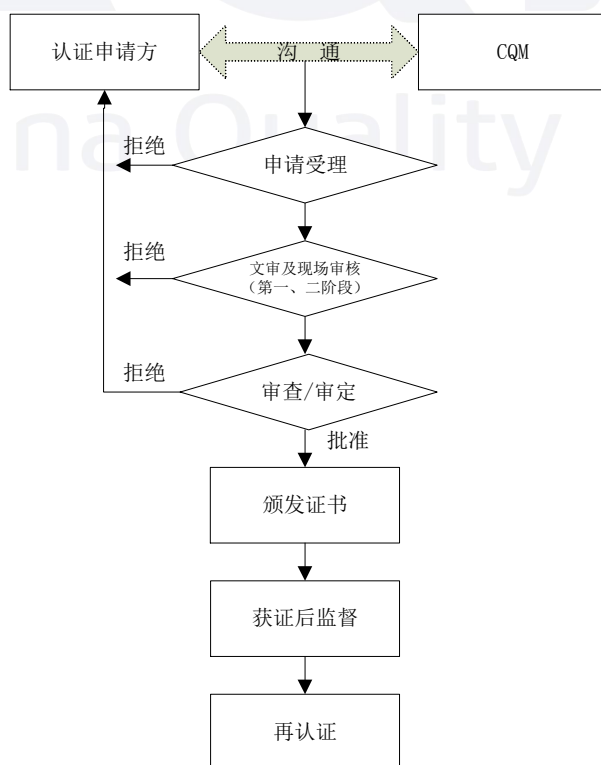 认证申请方
沟 通
CQM
na Quality
拒绝
申请受理
拒绝
文审及现场审核
（第一、二阶段）
拒绝
审查/审定
批准
颁发证书
获证后监督
再认证